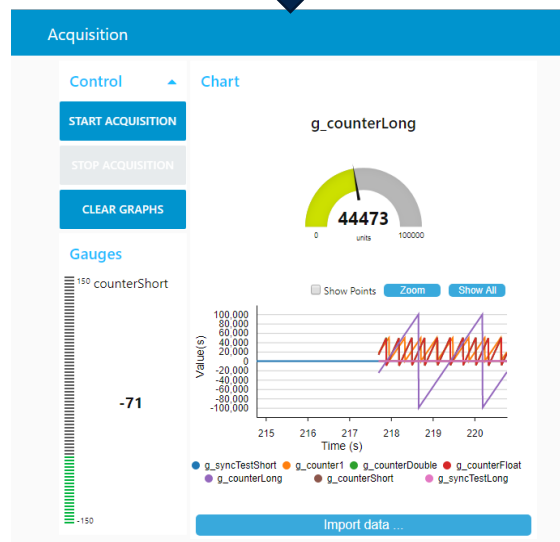 Acquisition
Control
Chart
START ACQUISITION
STOP ACQUISITION
CLEAR GRAPHS
Gauges
150 counterShort
-71
-150
g_counterLong
44473
0 units 100000
Show Points Zoom Show All
Value(s)
100,000
80,000
60,000
40,000
20,000
0
-20,000
-40,000
-60,000
-80,000
-100,000
215 216 217 218 219 220
Time (s)
g_syncTestShort g_counter1 g_counterDouble g_counterFloat
g_counterLong g_counterShort g_syncTestLong
Import data ...